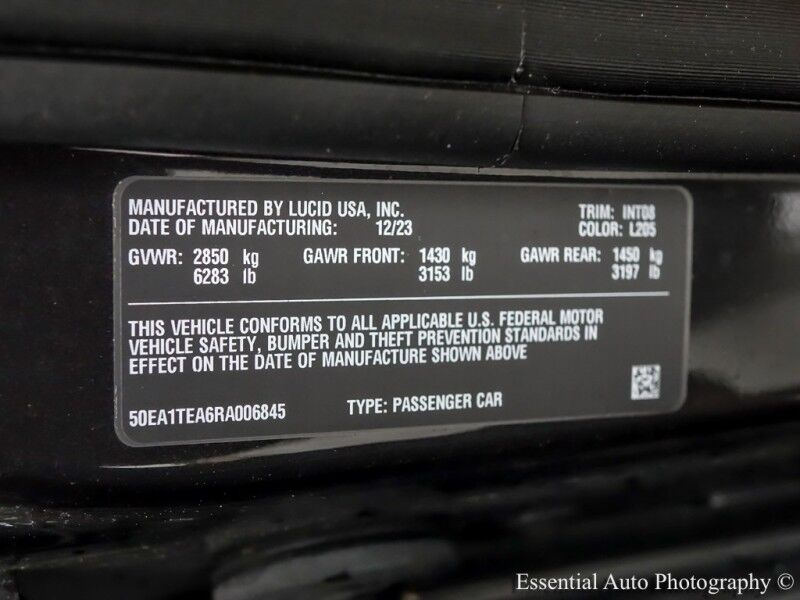 MANUFACTURED BY LUCID USA, INC. TRIM: INT08
DATE OF MANUFACTURING: 12/23 COLOR: L205
GVWR: 2850 kg GAWR FRONT: 1430 kg GAWR REAR: 1450 kg
6283 lb 3153 lb 3197 lb
THIS VEHICLE CONFORMS TO ALL APPLICABLE U.S. FEDERAL MOTOR
VEHICLE SAFETY, BUMPER AND THEFT PREVENTION STANDARDS IN
EFFECT ON THE DATE OF MANUFACTURE SHOWN ABOVE
50EA1TEA6RA006845 TYPE: PASSENGER CAR
Essential Auto Photography ©